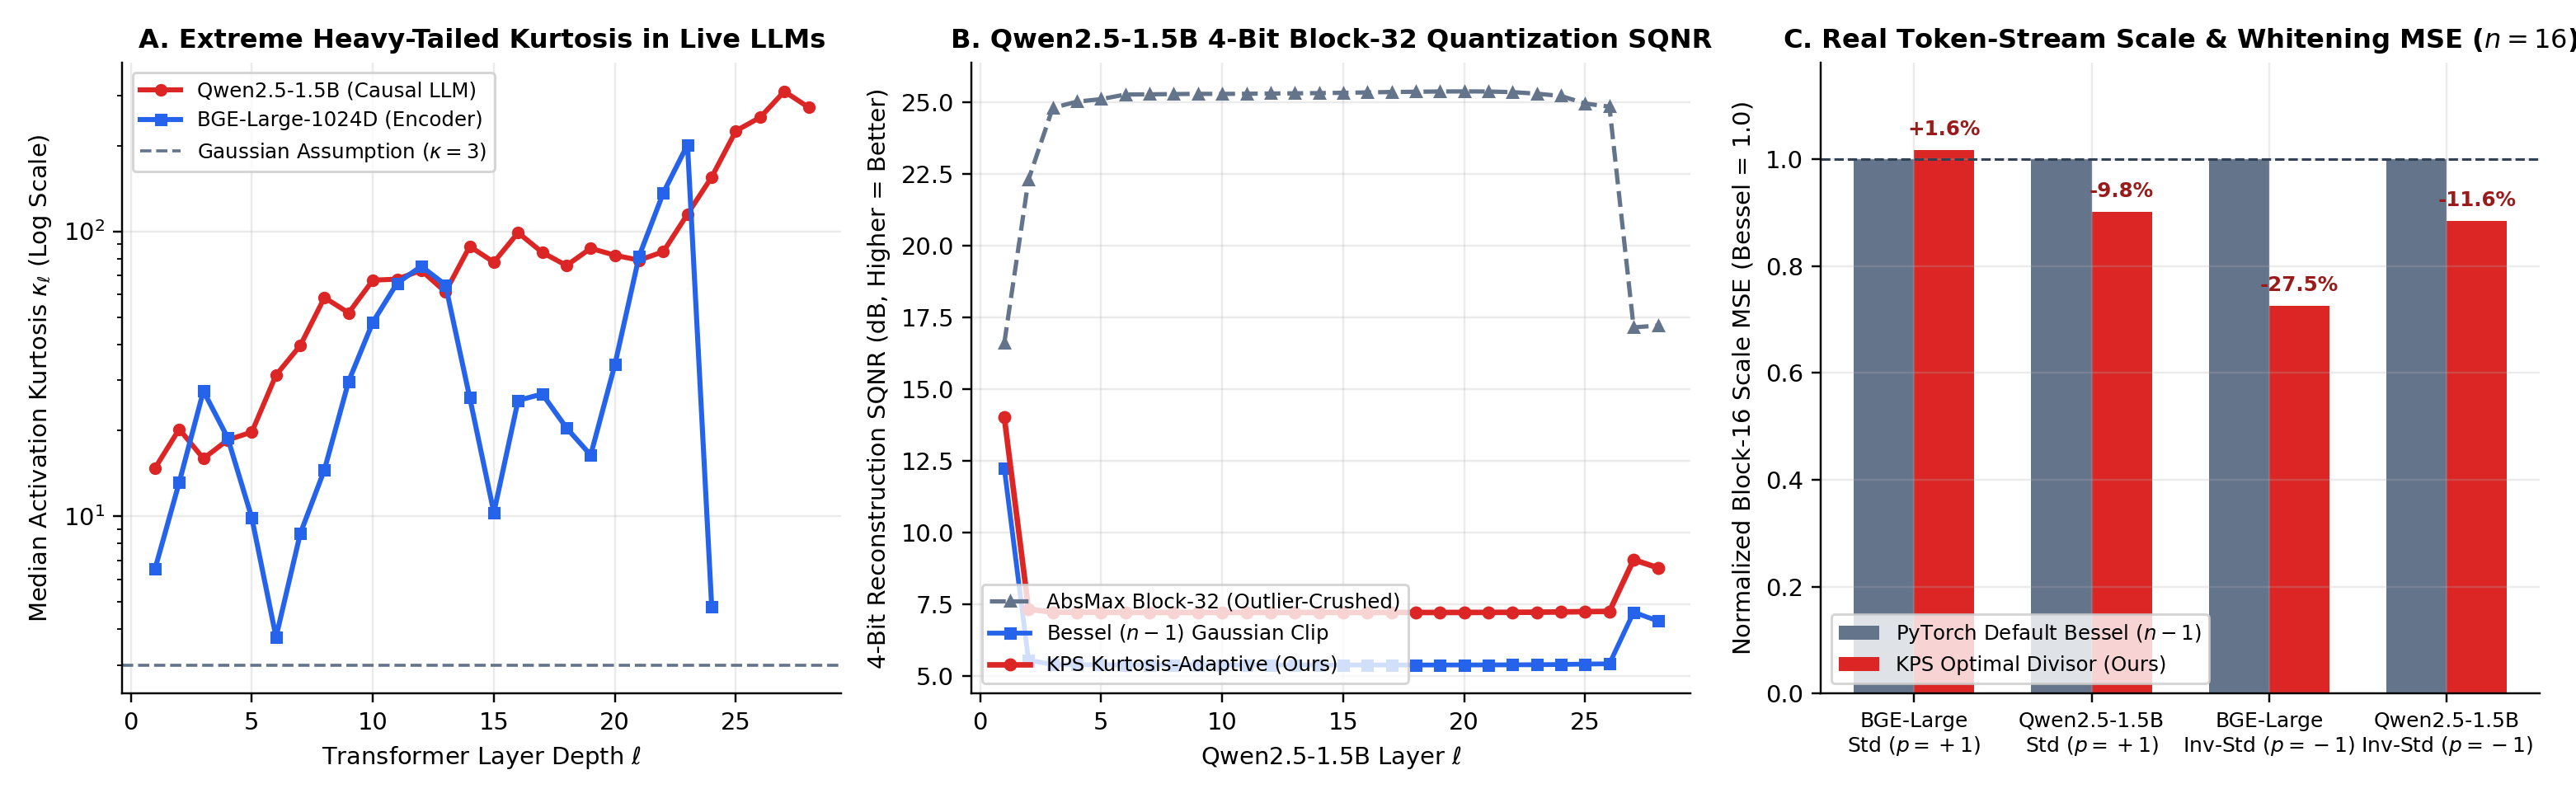 A. Extreme Heavy-Tailed Kurtosis in Live LLMs
Median Activation Kurtosis κℓ (Log Scale)
Qwen2.5-1.5B (Causal LLM)
BGE-Large-1024D (Encoder)
Gaussian Assumption (κ = 3)
10²
10¹
0 5 10 15 20 25
Transformer Layer Depth ℓ
B. Qwen2.5-1.5B 4-Bit Block-32 Quantization SQNR
4-Bit Reconstruction SQNR (dB, Higher = Better)
25.0
22.5
20.0
17.5
15.0
12.5
10.0
7.5
5.0
AbsMax Block-32 (Outlier-Crushed)
Bessel (n − 1) Gaussian Clip
KPS Kurtosis-Adaptive (Ours)
0 5 10 15 20 25
Qwen2.5-1.5B Layer ℓ
C. Real Token-Stream Scale & Whitening MSE (n = 16)
Normalized Block-16 Scale MSE (Bessel = 1.0)
1.0
0.8
0.6
0.4
0.2
0.0
+1.6%
-9.8%
-27.5%
-11.6%
PyTorch Default Bessel (n − 1)
KPS Optimal Divisor (Ours)
BGE-Large
Std (p = +1)
Qwen2.5-1.5B
Std (p = +1)
BGE-Large
Inv-Std (p = −1)
Qwen2.5-1.5B
Inv-Std (p = −1)